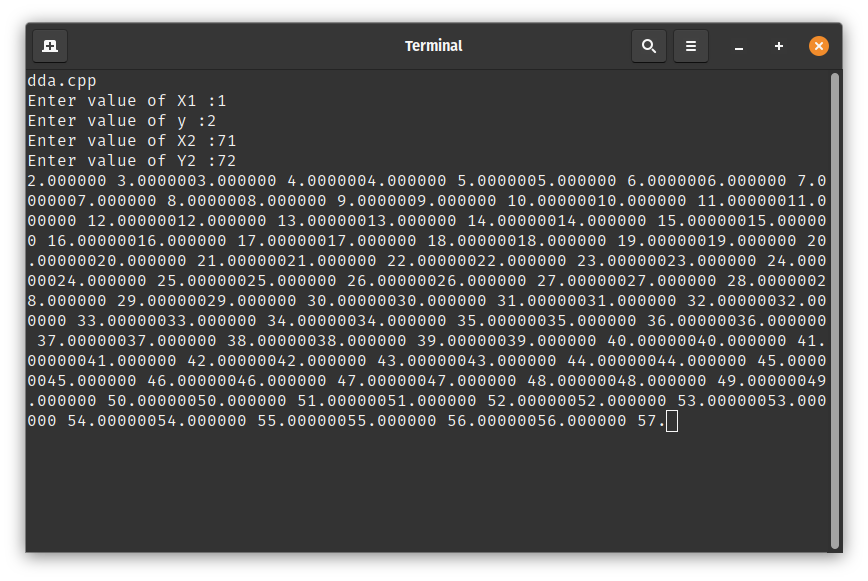 Terminal
dda.cpp
Enter value of X1 :1
Enter value of y :2
Enter value of X2 :71
Enter value of Y2 :72
2.000000 3.0000003.000000 4.0000004.000000 5.0000005.000000 6.0000006.000000 7.0
000007.000000 8.0000008.000000 9.0000009.000000 10.00000010.000000 11.00000011.0
00000 12.00000012.000000 13.00000013.000000 14.00000014.000000 15.00000015.00000
0 16.00000016.000000 17.00000017.000000 18.00000018.000000 19.00000019.000000 20
.00000020.000000 21.00000021.000000 22.00000022.000000 23.00000023.000000 24.000
00024.000000 25.00000025.000000 26.00000026.000000 27.00000027.000000 28.0000002
8.000000 29.00000029.000000 30.00000030.000000 31.00000031.000000 32.00000032.00
0000 33.00000033.000000 34.00000034.000000 35.00000035.000000 36.00000036.000000
 37.00000037.000000 38.00000038.000000 39.00000039.000000 40.00000040.000000 41.
00000041.000000 42.00000042.000000 43.00000043.000000 44.00000044.000000 45.0000
0045.000000 46.00000046.000000 47.00000047.000000 48.00000048.000000 49.00000049
.000000 50.00000050.000000 51.00000051.000000 52.00000052.000000 53.00000053.000
000 54.00000054.000000 55.00000055.000000 56.00000056.000000 57.